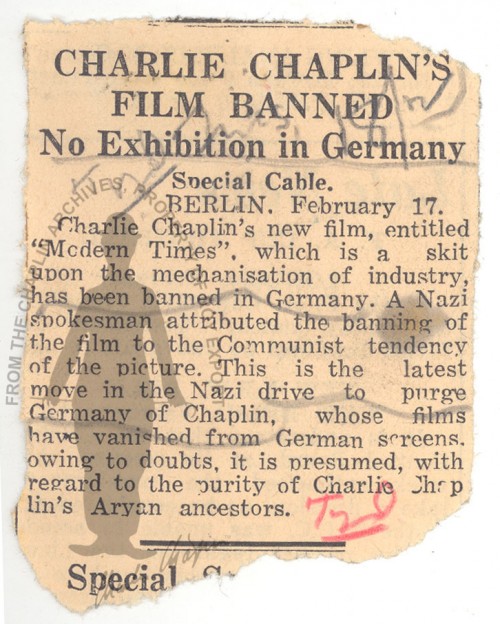 CHARLIE CHAPLIN'S
FILM BANNED
No Exhibition in Germany
Special Cable.
BERLIN, February 17.
Charlie Chaplin's new film, entitled
"Modern Times", which is a skit
upon the mechanisation of industry,
has been banned in Germany. A Nazi
spokesman attributed the banning of
the film to the Communist tendency
of the picture. This is the latest
move in the Nazi drive to purge
Germany of Chaplin, whose films
have vanished from German screens,
owing to doubts, it is presumed, with
regard to the purity of Charlie Chap
lin's Aryan ancestors.
Special
FROM THE CHAPLIN ARCHIVES. PROPERTY OF